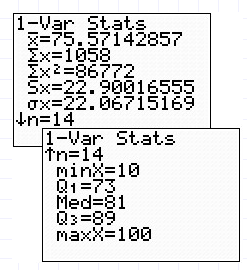 1-Var Stats
x̄=75.57142857
Σx=1058
Σx²=86772
Sx=22.90016555
σx=22.06715169
↓n=14
1-Var Stats
↑n=14
minX=10
Q₁=73
Med=81
Q₃=89
maxX=100